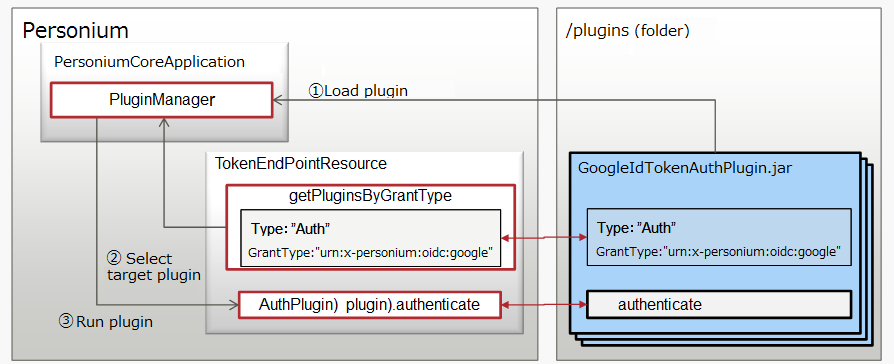 Personium
PersoniumCoreApplication
PluginManager
①Load plugin
TokenEndPointResource
getPluginsByGrantType
Type:"Auth"
GrantType:"urn:x-personium:oidc:google"
② Select
target plugin
③Run plugin
AuthPlugin) plugin).authenticate
/plugins (folder)
GoogleIdTokenAuthPlugin.jar
Type:"Auth"
GrantType:"urn:x-personium:oidc:google"
authenticate